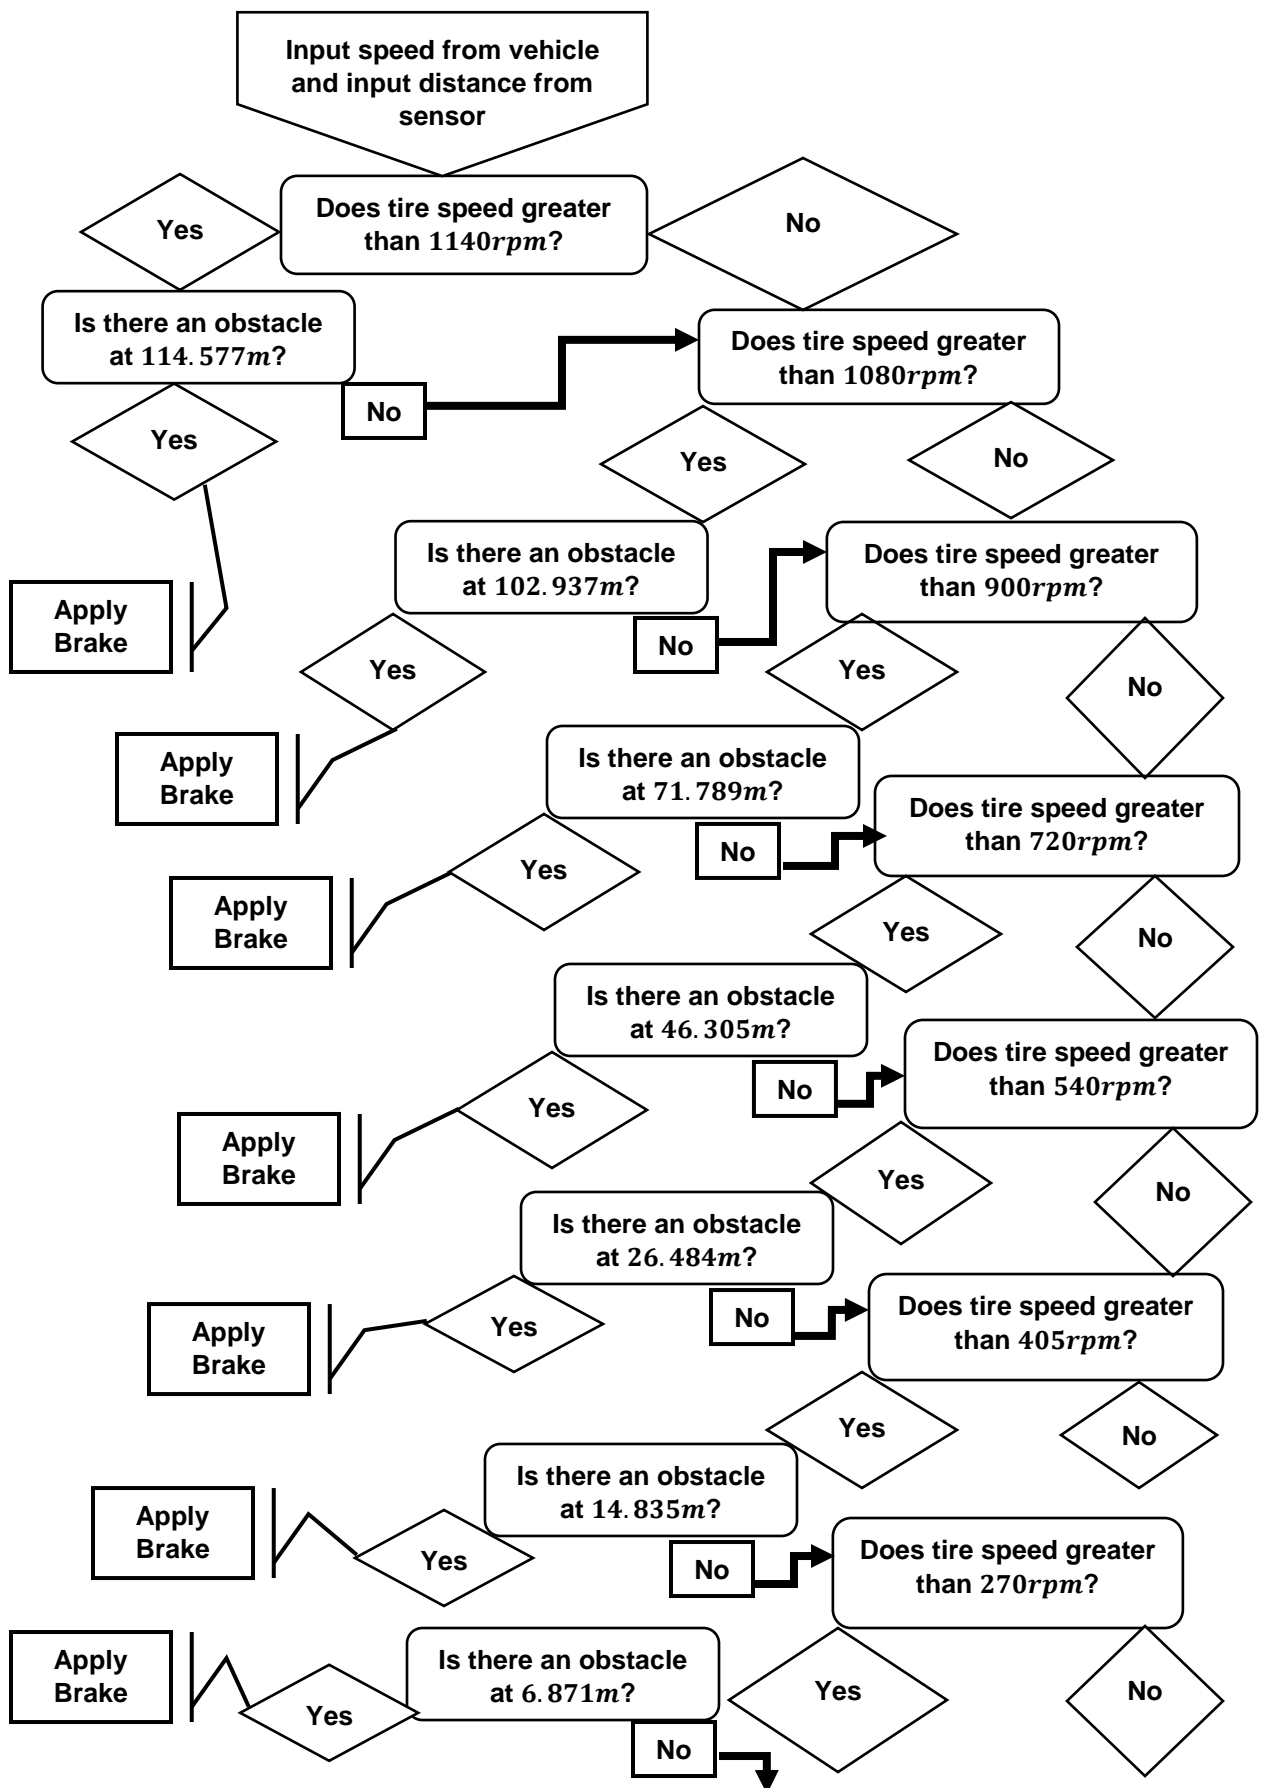 Input speed from vehicle
and input distance from
sensor
Yes
Does tire speed greater
than 1140rpm?
No
Is there an obstacle
at 114.577m?
Does tire speed greater
than 1080rpm?
No
Yes
Yes
No
Is there an obstacle
at 102.937m?
Does tire speed greater
than 900rpm?
Apply
Brake
No
Yes
Yes
No
Is there an obstacle
at 71.789m?
Apply
Brake
Does tire speed greater
than 720rpm?
No
Yes
Apply
Brake
Yes
No
Is there an obstacle
at 46.305m?
Does tire speed greater
than 540rpm?
No
Yes
Apply
Brake
Yes
No
Is there an obstacle
at 26.484m?
Does tire speed greater
than 405rpm?
No
Yes
Apply
Brake
Yes
No
Is there an obstacle
at 14.835m?
Apply
Brake
Does tire speed greater
than 270rpm?
No
Yes
Is there an obstacle
at 6.871m?
Apply
Brake
Yes
No
Yes
No